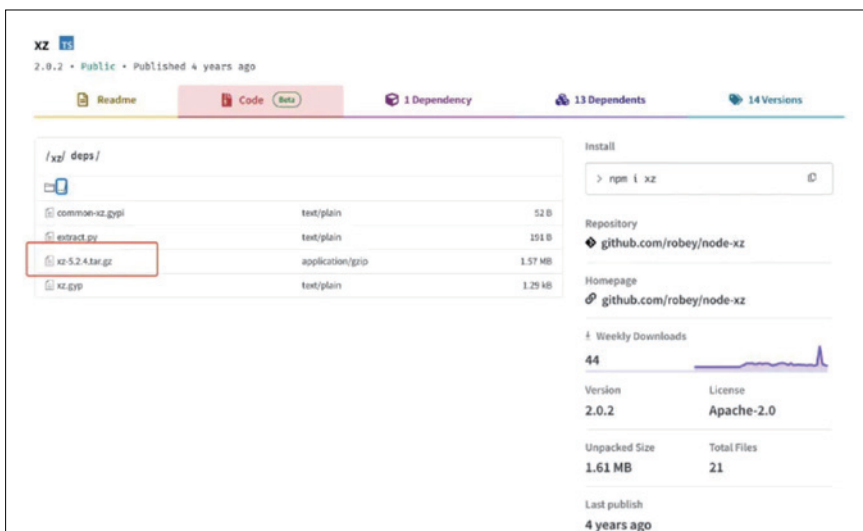 xz TS
2.0.2 • Public • Published 4 years ago
Readme
Code Beta
1 Dependency
13 Dependents
14 Versions
/xz/ deps/
common-xz.gypi text/plain 52 B
extract.py text/plain 191 B
xz-5.2.4.tar.gz application/gzip 1.57 MB
xz.gyp text/plain 1.29 kB
Install
> npm i xz
Repository
github.com/robey/node-xz
Homepage
github.com/robey/node-xz
Weekly Downloads
44
Version License
2.0.2 Apache-2.0
Unpacked Size Total Files
1.61 MB 21
Last publish
4 years ago